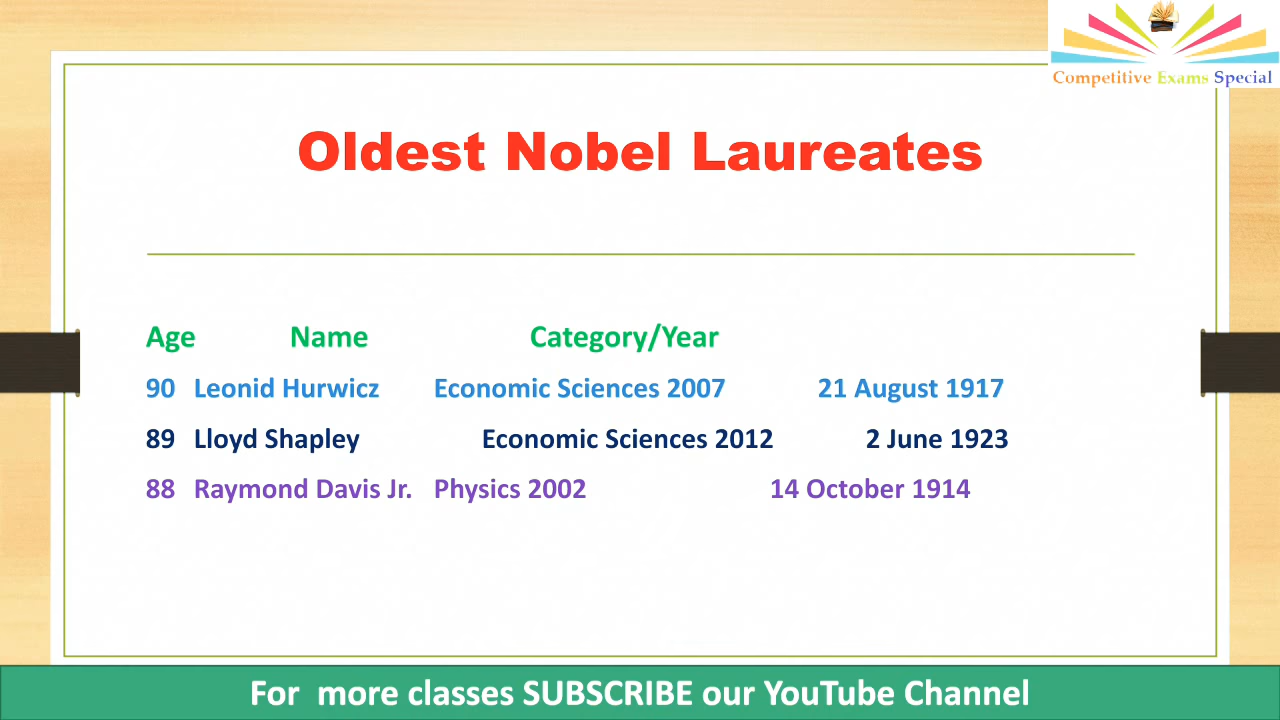 Competitive Exams Special
Oldest Nobel Laureates
Age Name Category/Year
90 Leonid Hurwicz Economic Sciences 2007 21 August 1917
89 Lloyd Shapley Economic Sciences 2012 2 June 1923
88 Raymond Davis Jr. Physics 2002 14 October 1914
For more classes SUBSCRIBE our YouTube Channel